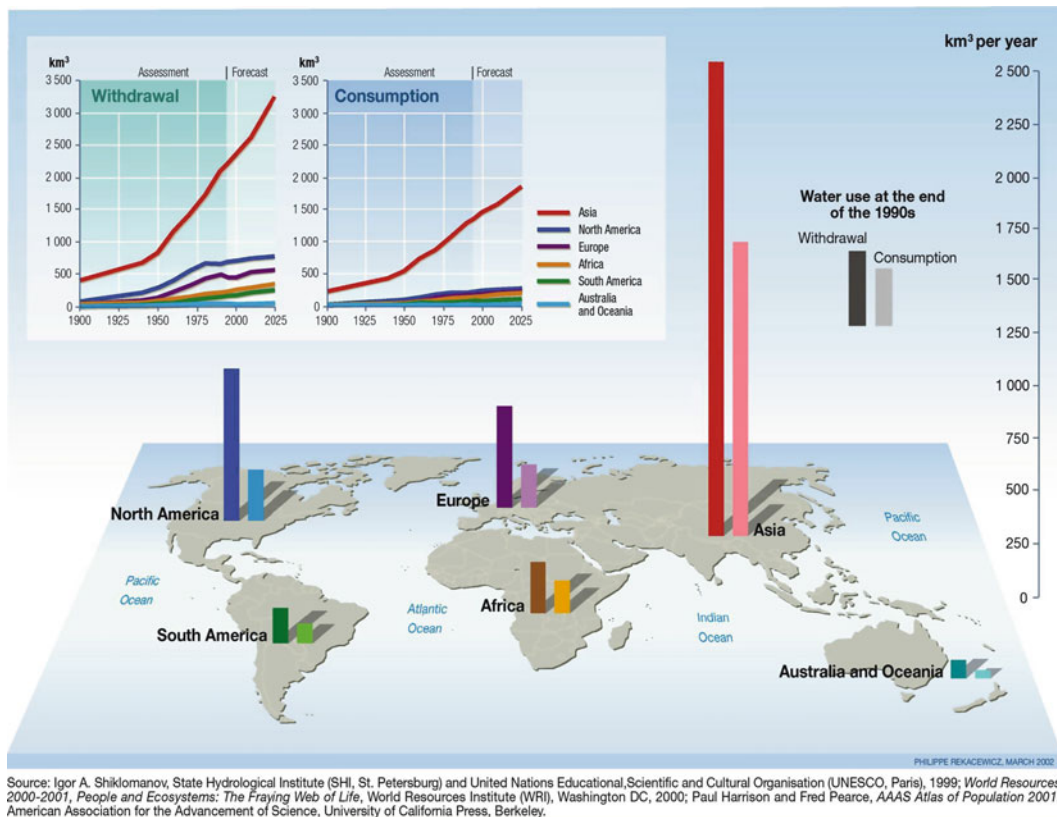 km³
Assessment | Forecast
Withdrawal
3 500
3 000
2 500
2 000
1 500
1 000
500
0
1900 1925 1950 1975 2000 2025
km³
Assessment | Forecast
Consumption
3 500
3 000
2 500
2 000
1 500
1 000
500
0
1900 1925 1950 1975 2000 2025
Asia
North America
Europe
Africa
South America
Australia
and Oceania
km³ per year
2 500
2 000
1 750
1 500
1 250
1 000
750
500
250
0
Water use at the end
of the 1990s
Withdrawal
Consumption
North America
Europe
Asia
Pacific
Ocean
Pacific
Ocean
South America
Atlantic
Ocean
Africa
Indian
Ocean
Australia and Oceania
PHILIPPE REKACEWICZ, MARCH 2002
Source: Igor A. Shiklomanov, State Hydrological Institute (SHI, St. Petersburg) and United Nations Educational,Scientific and Cultural Organisation (UNESCO, Paris), 1999; World Resources
2000-2001, People and Ecosystems: The Fraying Web of Life, World Resources Institute (WRI), Washington DC, 2000; Paul Harrison and Fred Pearce, AAAS Atlas of Population 2001,
American Association for the Advancement of Science, University of California Press, Berkeley.